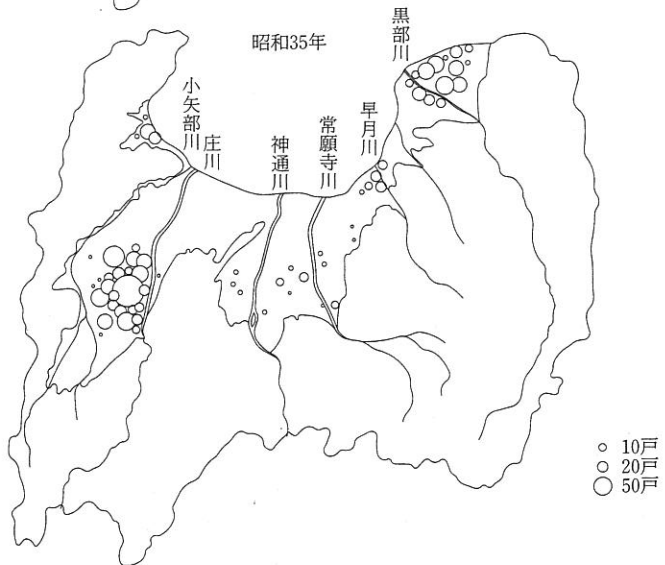 昭和35年
小矢部川
庄川
神通川
常願寺川
早月川
黒部川
10戸
20戸
50戸